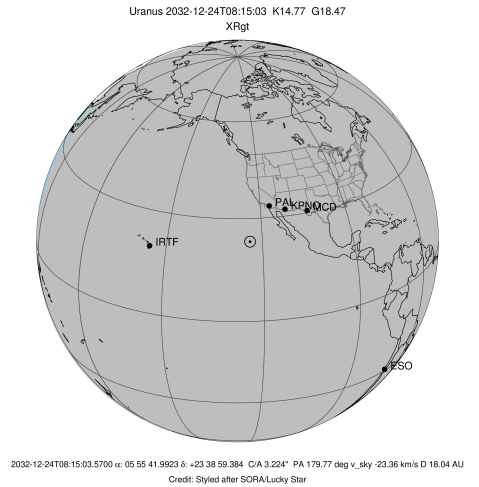 Uranus 2032-12-24T08:15:03 K14.77 G18.47
XRgt
PAL KPNO MCD
IRTF
ESO
2032-12-24T08:15:03.5700 α: 05 55 41.9923 δ: +23 38 59.384 C/A 3.224" PA 179.77 deg v_sky -23.36 km/s D 18.04 AU
Credit: Styled after SORA/Lucky Star